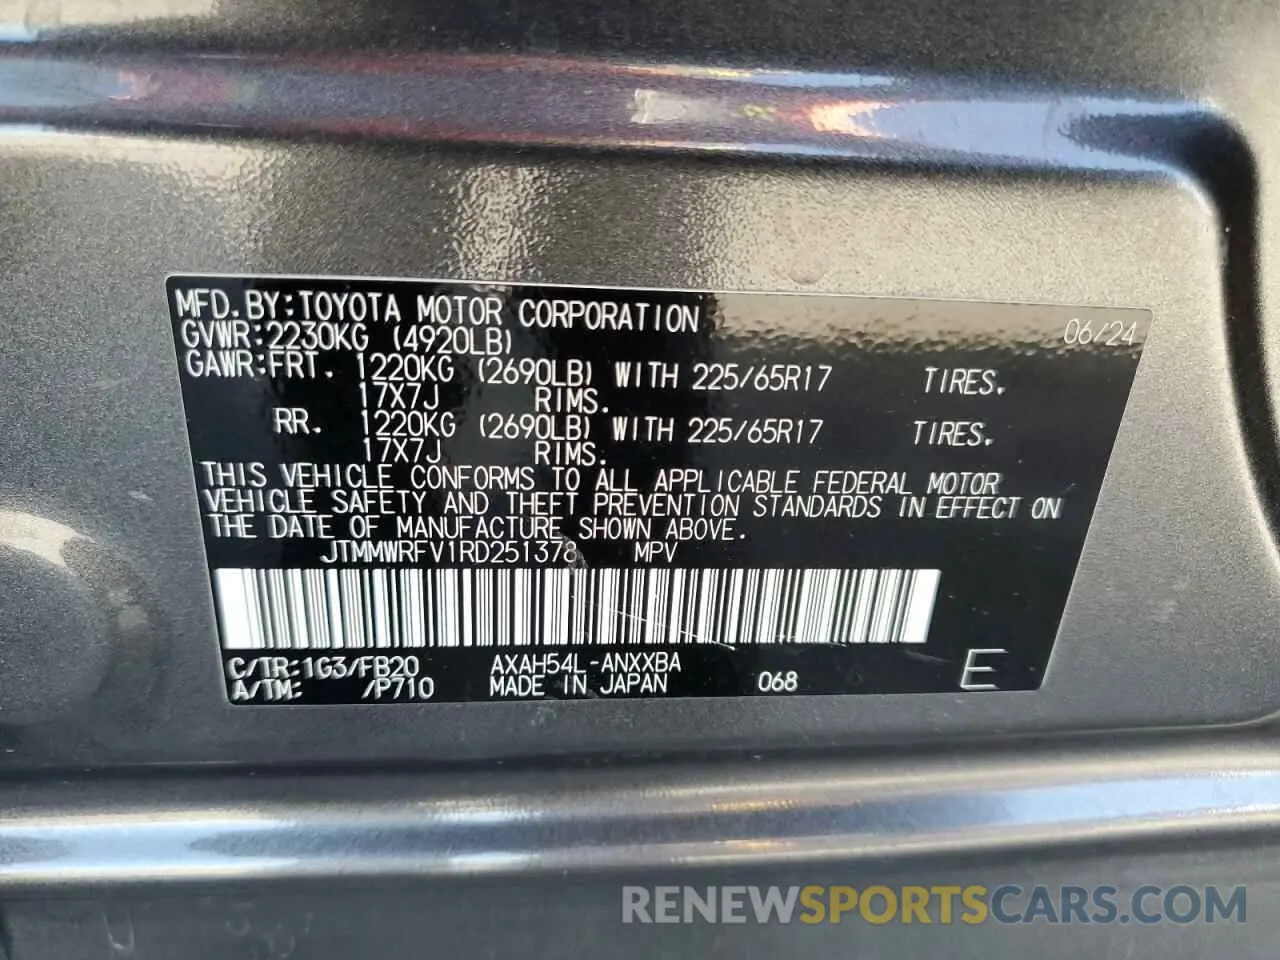 MFD. BY: TOYOTA MOTOR CORPORATION 06/24
GVWR: 2230KG (4920LB)
GAWR: FRT. 1220KG (2690LB) WITH 225/65R17 TIRES.
17X7J RIMS.
RR. 1220KG (2690LB) WITH 225/65R17 TIRES.
17X7J RIMS.
THIS VEHICLE CONFORMS TO ALL APPLICABLE FEDERAL MOTOR
VEHICLE SAFETY AND THEFT PREVENTION STANDARDS IN EFFECT ON
THE DATE OF MANUFACTURE SHOWN ABOVE.
JTMMWRFV1RD251378 MPV
C/TR: 1G3/FB20 AXAH54L-ANXXBA
A/TM: /P710 MADE IN JAPAN 068 E
RENEWSPORTSCARS.COM